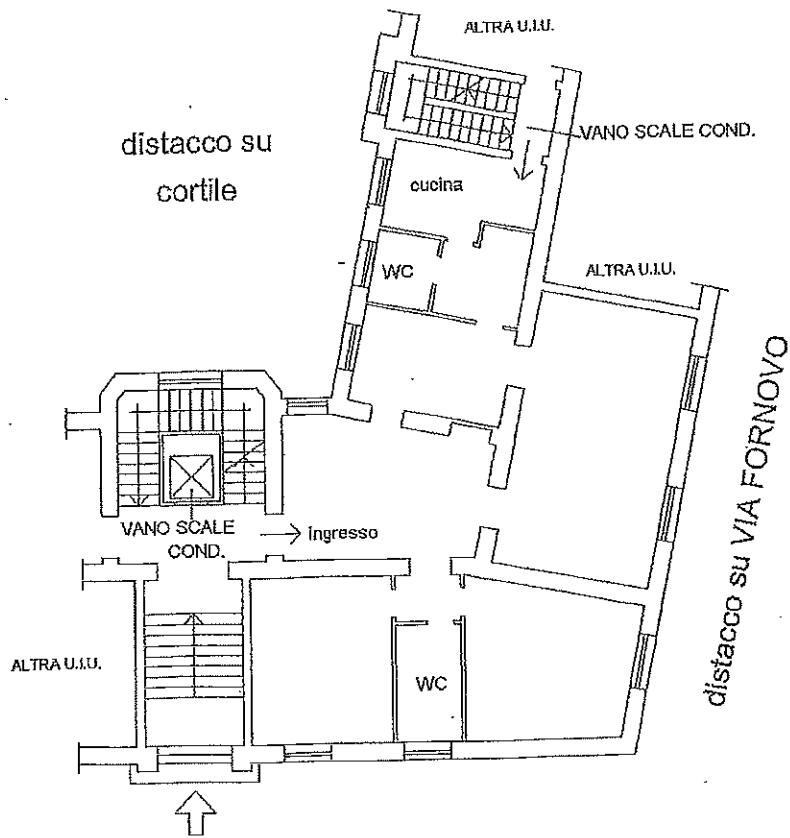 ALTRA U.I.U.
distacco su
cortile
VANO SCALE COND.
cucina
WC
ALTRA U.I.U.
distacco su VIA FORNOVO
VANO SCALE
COND.
ingresso
ALTRA U.I.U.
WC